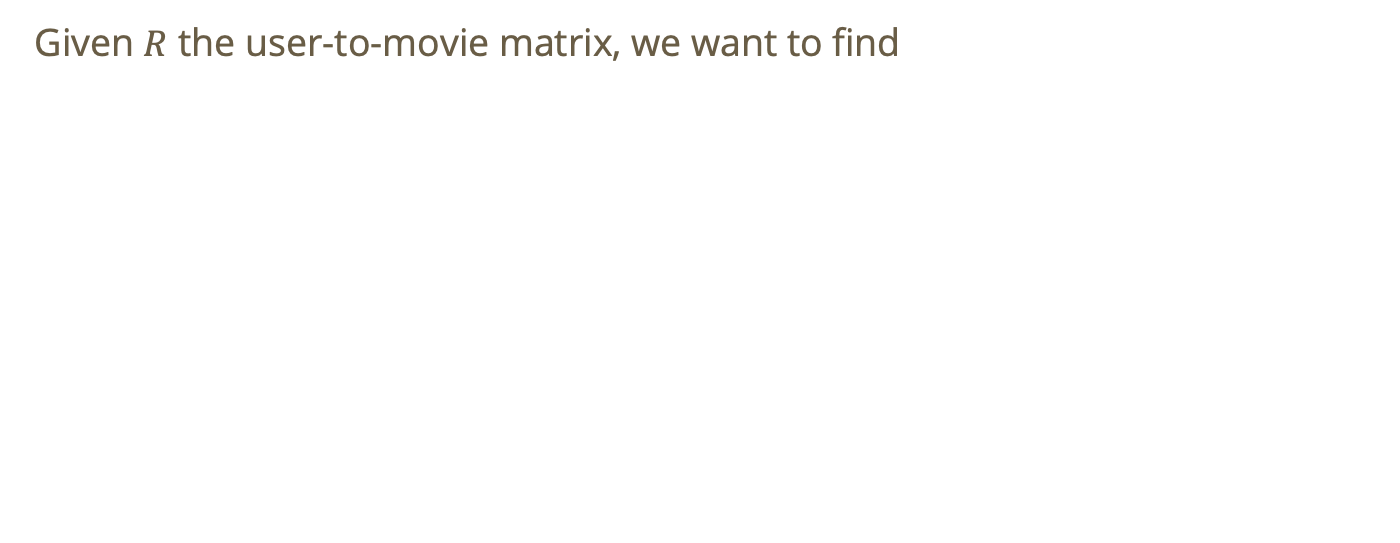 Given R the user-to-movie matrix, we want to find